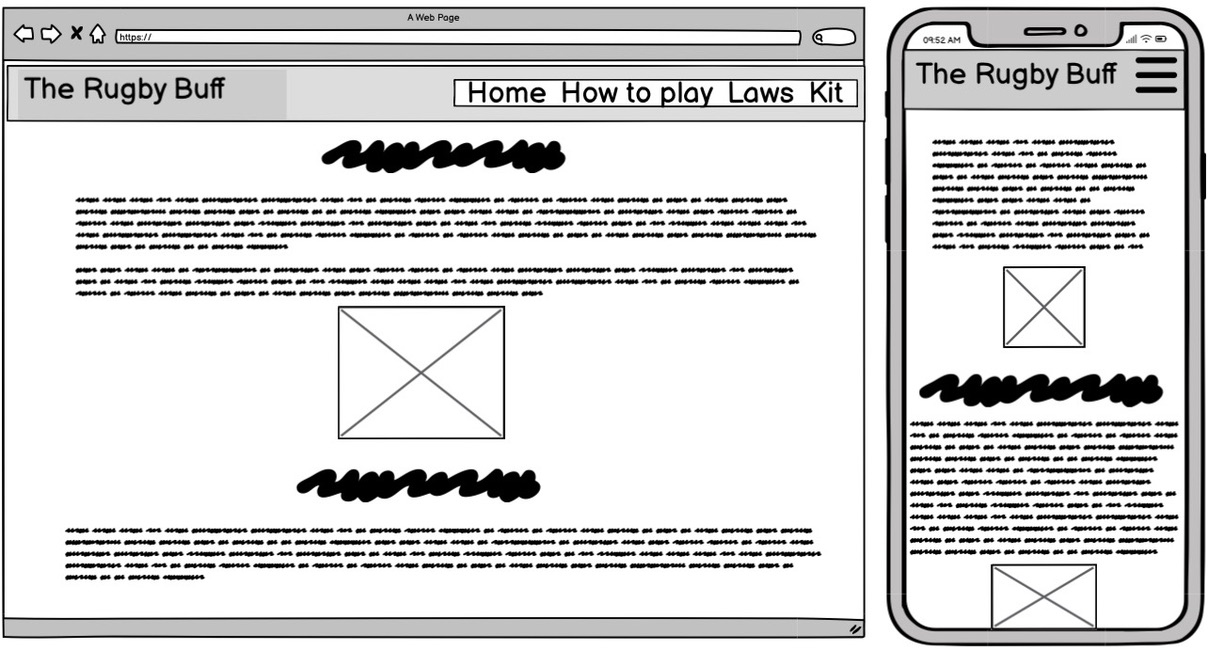 A Web Page
https://
The Rugby Buff
Home How to play Laws Kit
09:52 AM
The Rugby Buff